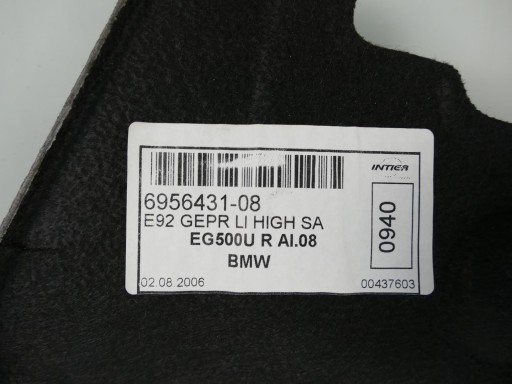 INTIER
6956431-08
E92 GEPR LI HIGH SA
EG500U R AI.08
BMW
0940
02.08.2006
00437603